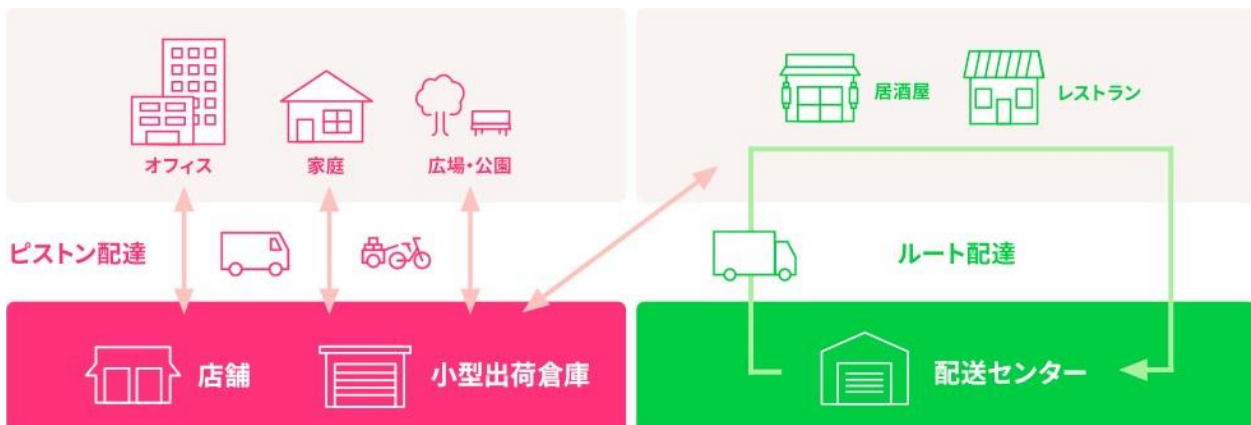 オフィス
家庭
広場・公園
居酒屋
レストラン
ピストン配達
ルート配達
店舗
小型出荷倉庫
配送センター